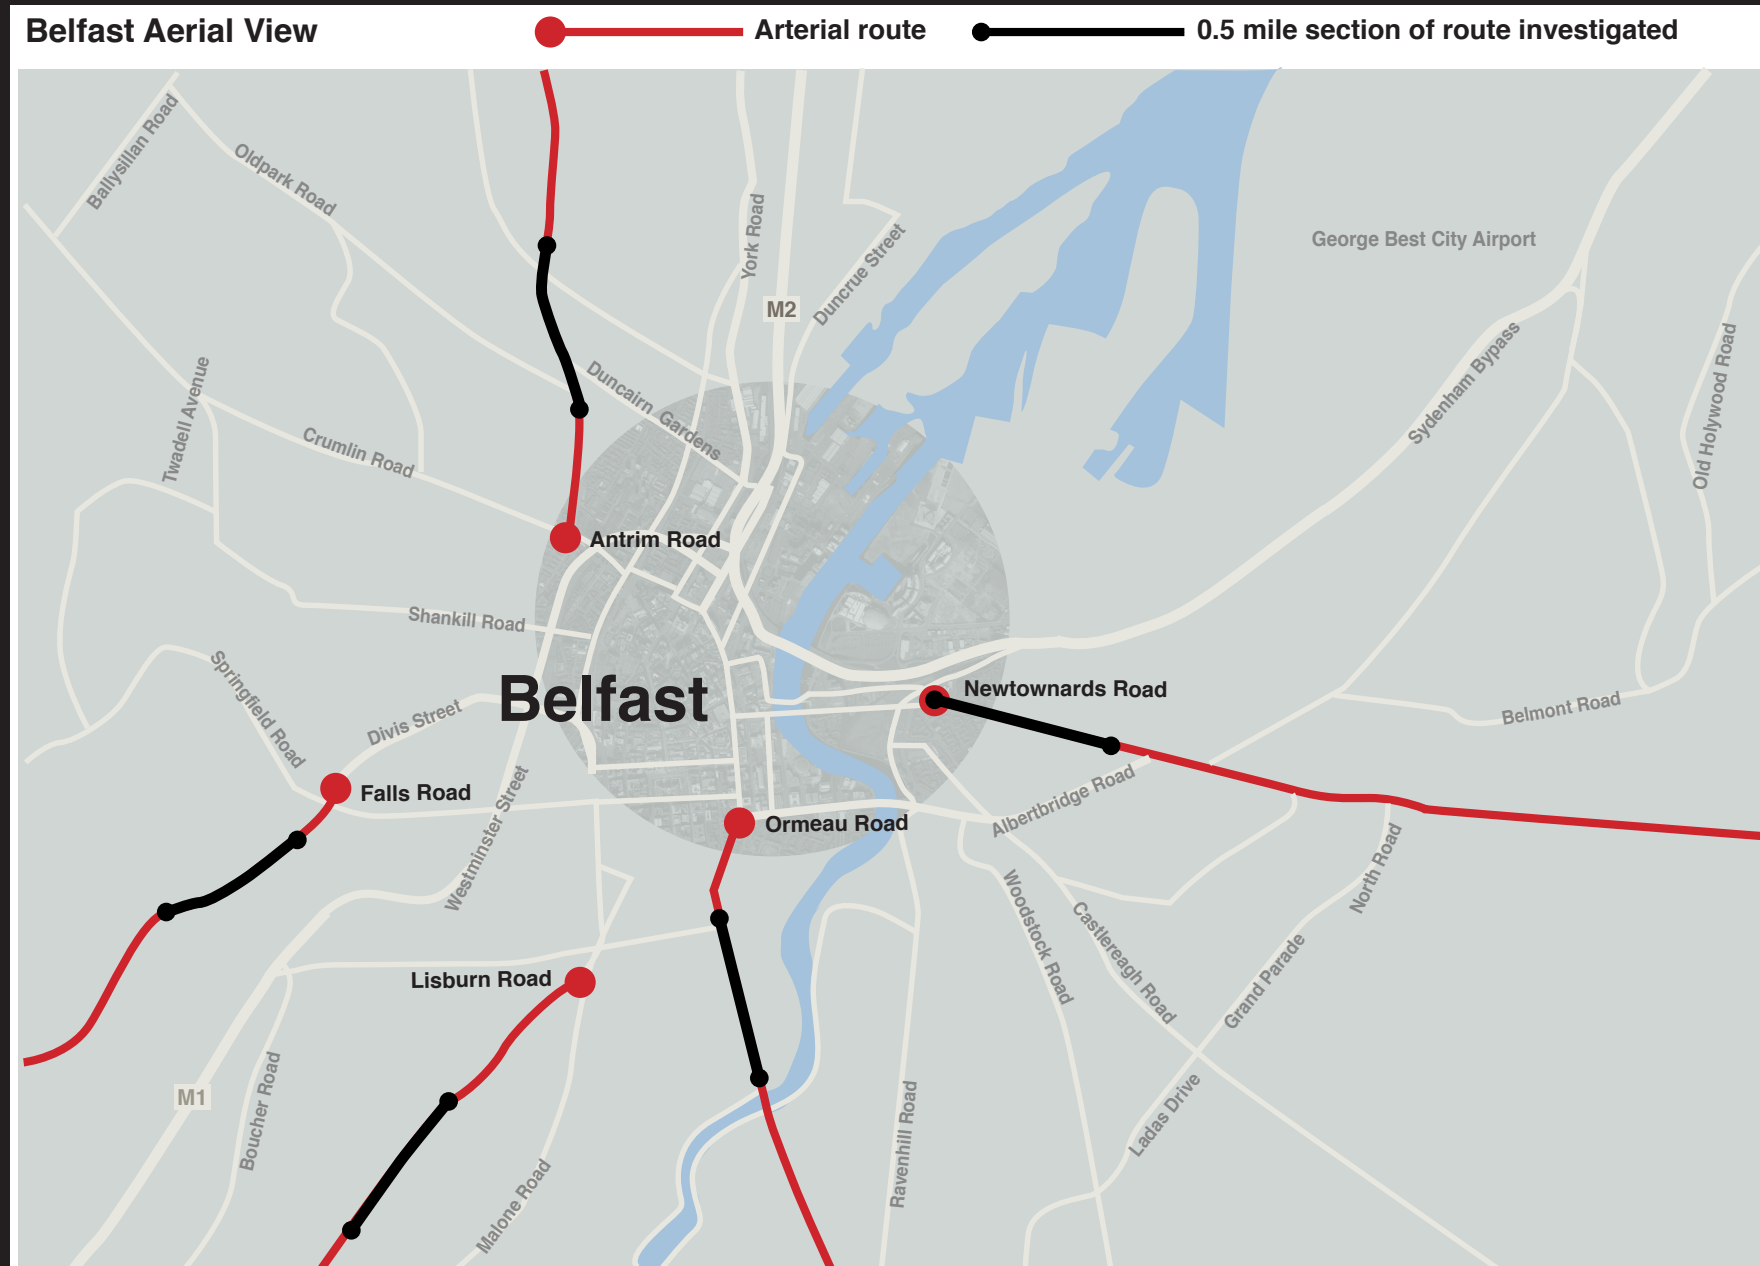 Belfast Aerial View
Arterial route
0.5 mile section of route investigated
Ballysillan Road
Oldpark Road
York Road
M2
Duncrue Street
George Best City Airport
Sydenham Bypass
Old Holywood Road
Twadell Avenue
Crumlin Road
Duncairn Gardens
Antrim Road
Shankill Road
Springfield Road
Divis Street
Belfast
Newtownards Road
Belmont Road
Falls Road
Westminster Street
Ormeau Road
Albertbridge Road
North Road
Woodstock Road
Castlereagh Road
Grand Parade
Lisburn Road
M1
Boucher Road
Malone Road
Ravenhill Road
Ladas Drive